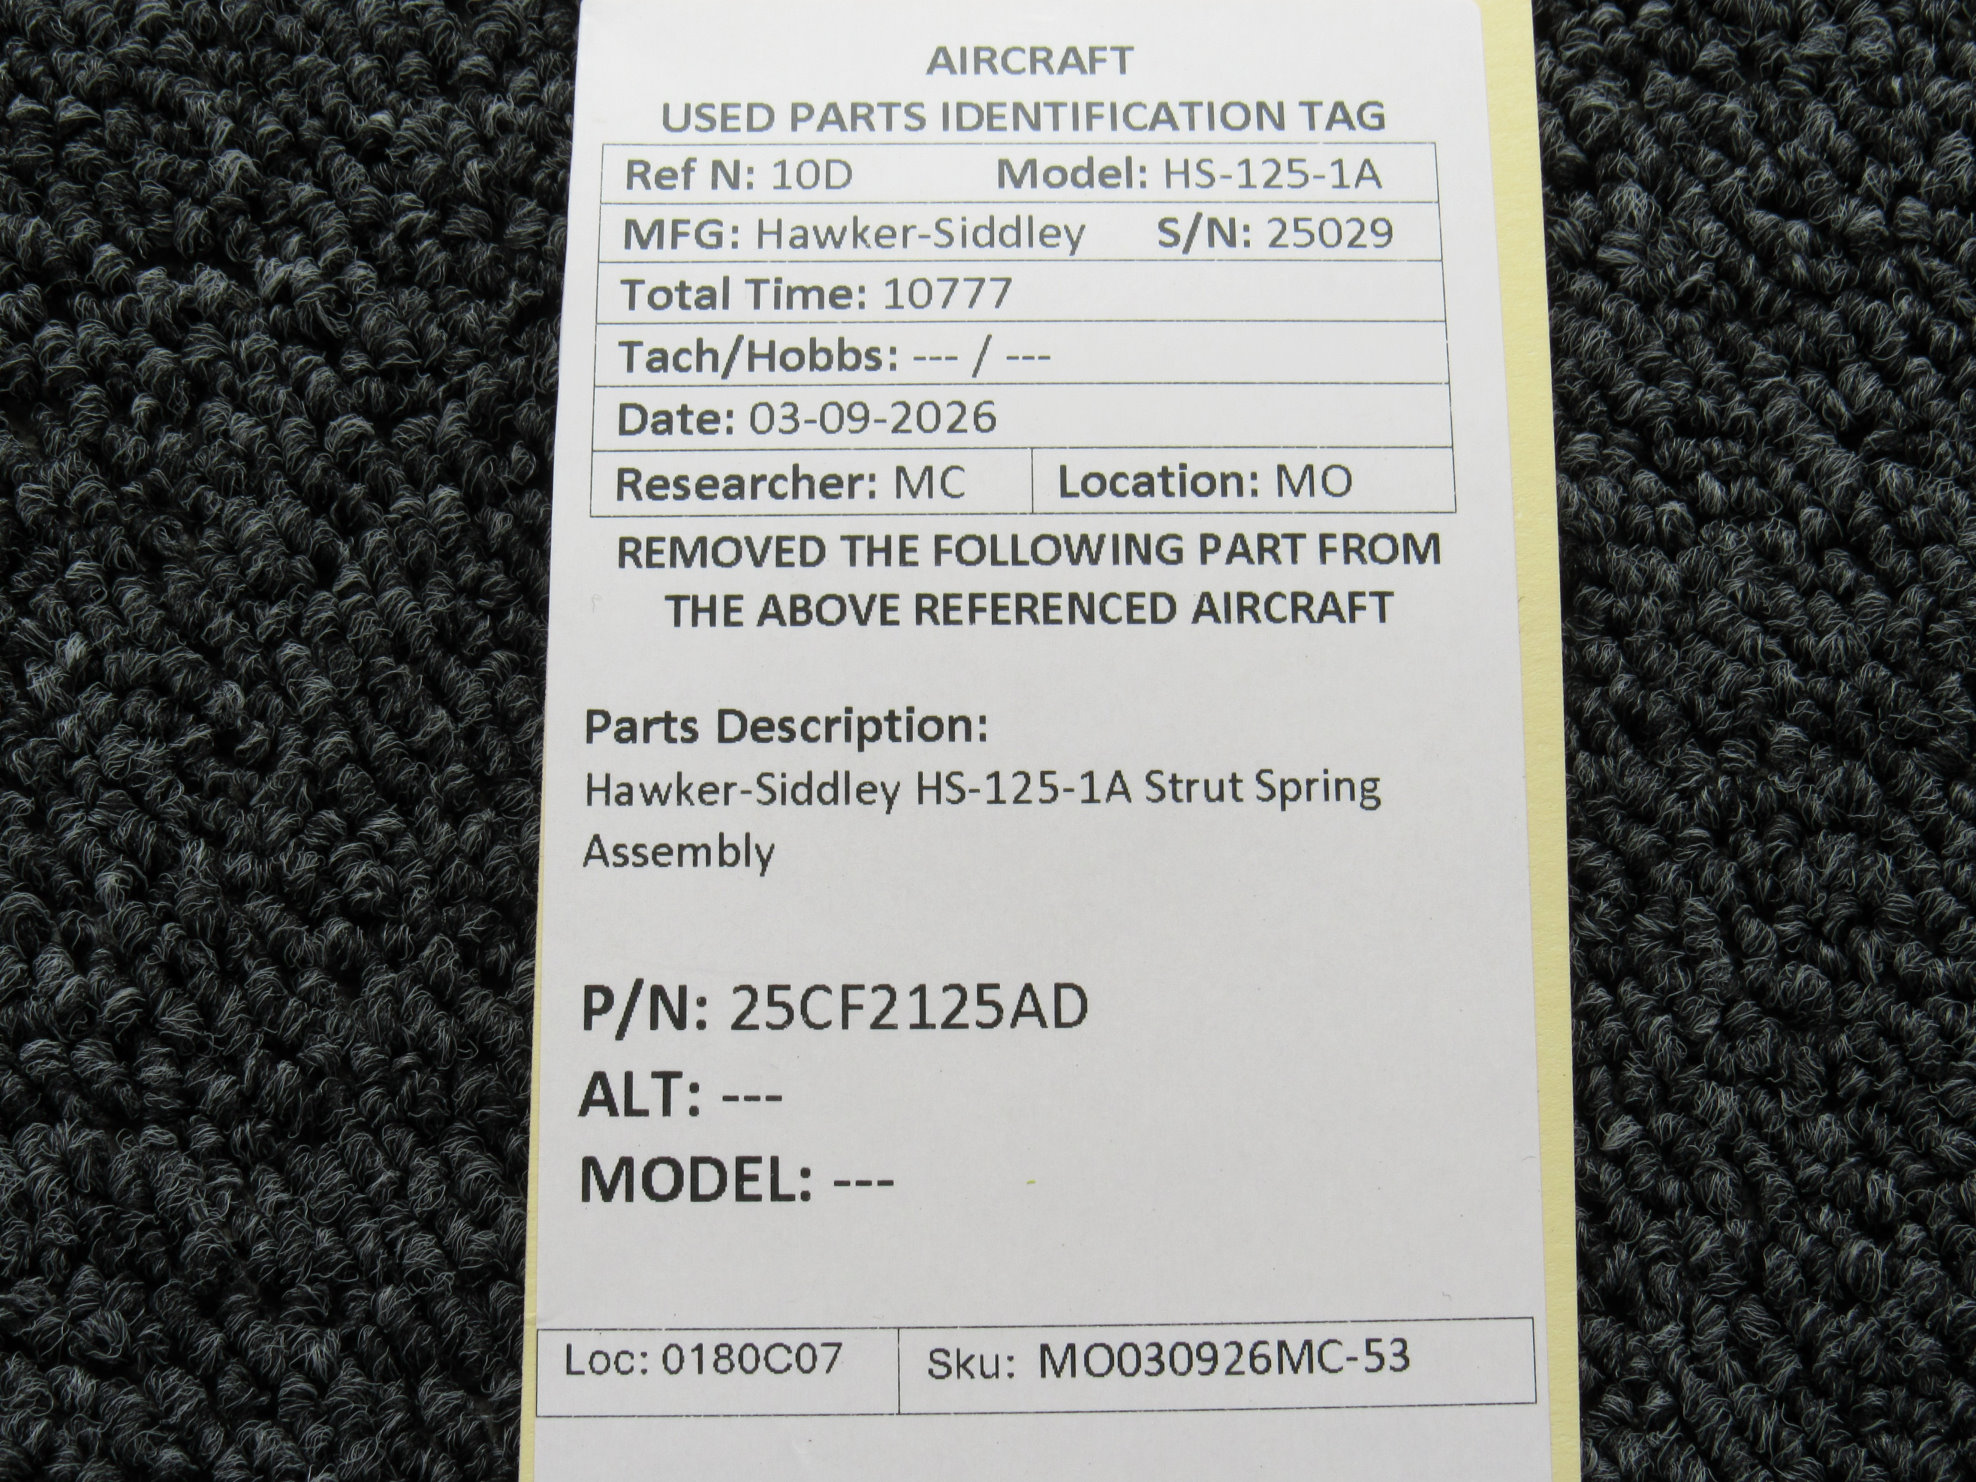 AIRCRAFT
USED PARTS IDENTIFICATION TAG
Ref N: 10D Model: HS-125-1A
MFG: Hawker-Siddley S/N: 25029
Total Time: 10777
Tach/Hobbs: --- / ---
Date: 03-09-2026
Researcher: MC Location: MO
REMOVED THE FOLLOWING PART FROM
THE ABOVE REFERENCED AIRCRAFT
Parts Description:
Hawker-Siddley HS-125-1A Strut Spring
Assembly
P/N: 25CF2125AD
ALT: ---
MODEL: ---
Loc: 0180C07 Sku: MO030926MC-53